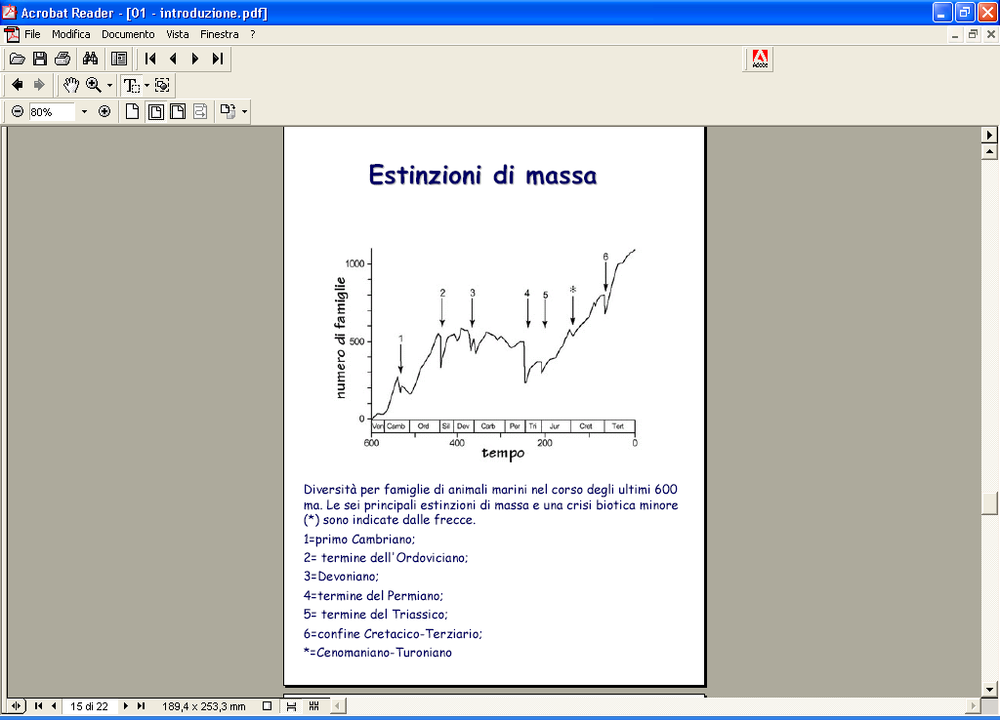 Acrobat Reader - [01 - introduzione.pdf]
File Modifica Documento Vista Finestra ?
Adobe
80%
Estinzioni di massa
numero di famiglie
1000
500
0
1
2
3
4
5
*
6
Ven Camb Ord Sil Dev Carb Per Tri Jur Cret Tert
600 400 200 0
tempo
Diversità per famiglie di animali marini nel corso degli ultimi 600
ma. Le sei principali estinzioni di massa e una crisi biotica minore
(*) sono indicate dalle frecce.
1=primo Cambriano;
2= termine dell'Ordoviciano;
3=Devoniano;
4=termine del Permiano;
5= termine del Triassico;
6=confine Cretacico-Terziario;
*=Cenomaniano-Turoniano
15 di 22 189,4 x 253,3 mm